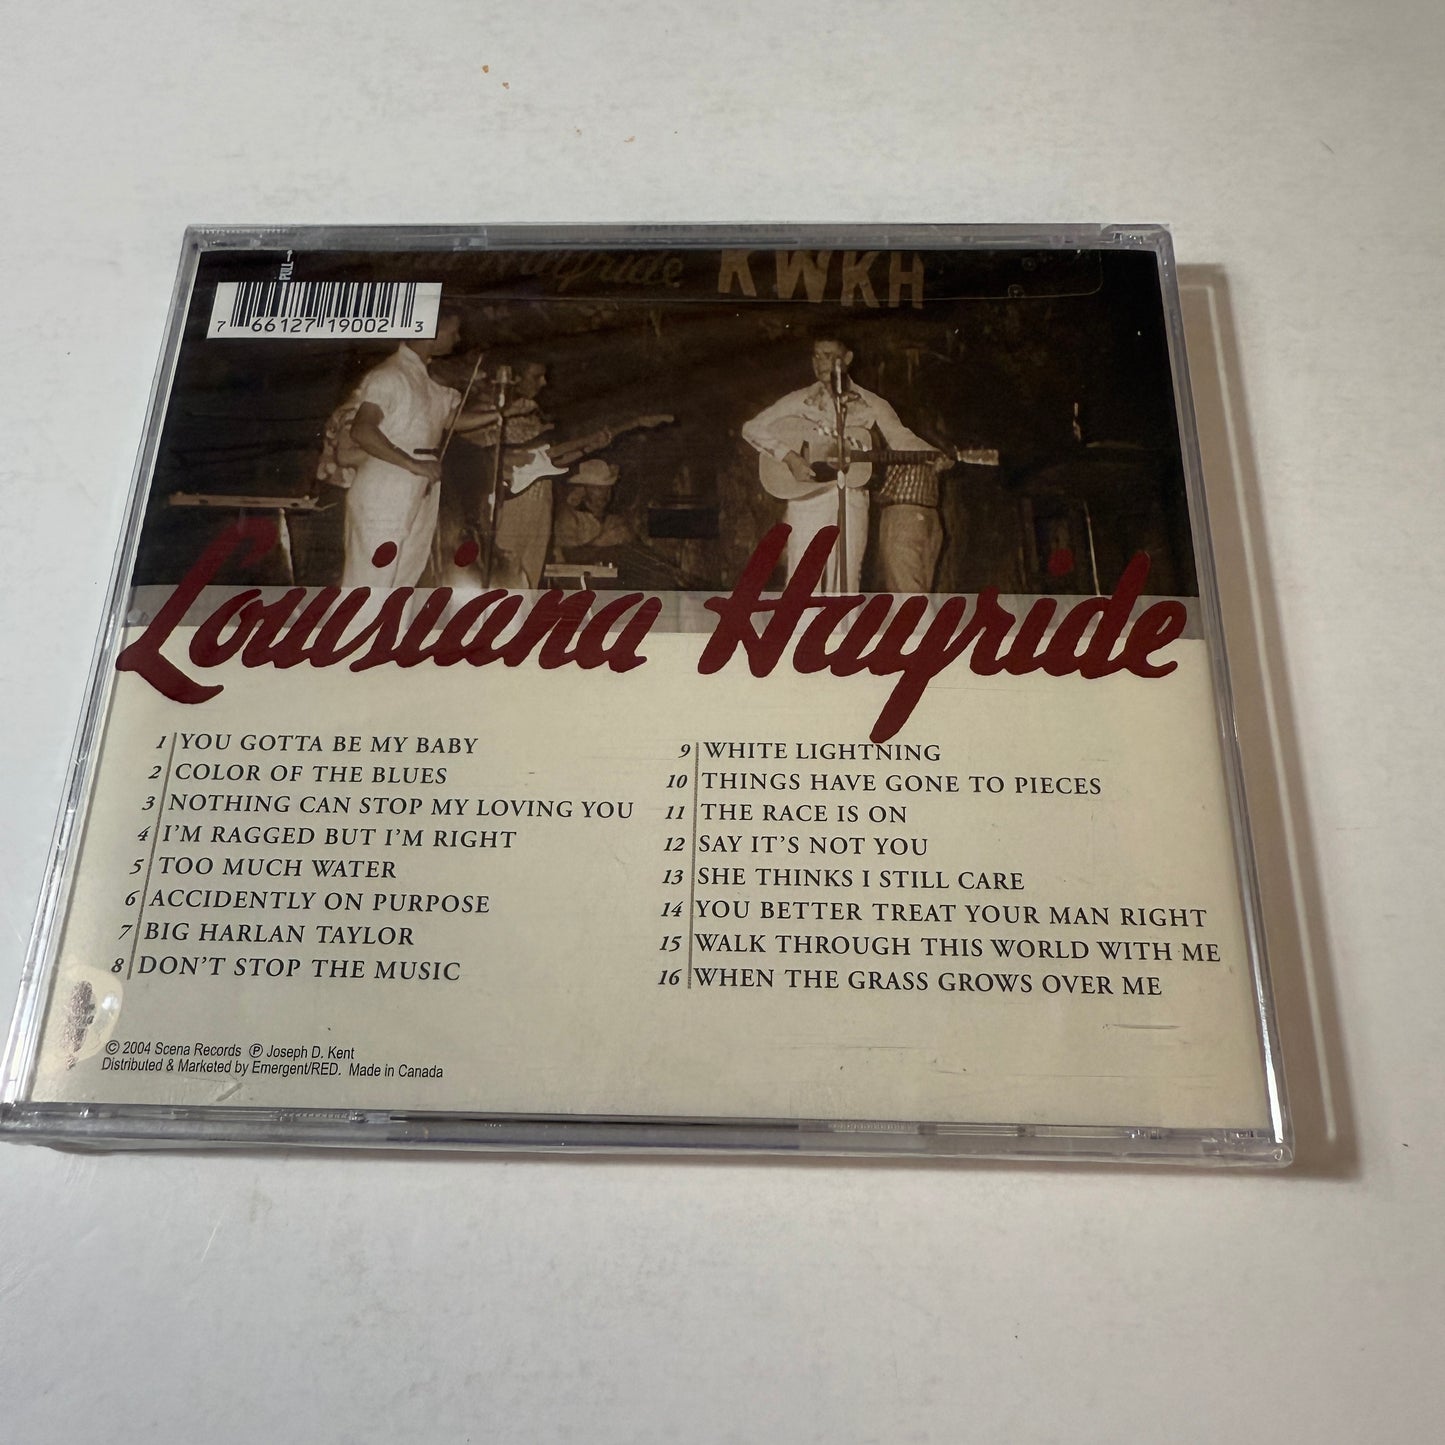 PULL→
Hayride KWKH
7 66127 19002 3
Louisiana Hayride
1 YOU GOTTA BE MY BABY
2 COLOR OF THE BLUES
3 NOTHING CAN STOP MY LOVING YOU
4 I'M RAGGED BUT I'M RIGHT
5 TOO MUCH WATER
6 ACCIDENTLY ON PURPOSE
7 BIG HARLAN TAYLOR
8 DON'T STOP THE MUSIC
9 WHITE LIGHTNING
10 THINGS HAVE GONE TO PIECES
11 THE RACE IS ON
12 SAY IT'S NOT YOU
13 SHE THINKS I STILL CARE
14 YOU BETTER TREAT YOUR MAN RIGHT
15 WALK THROUGH THIS WORLD WITH ME
16 WHEN THE GRASS GROWS OVER ME
© 2004 Scena Records ℗ Joseph D. Kent
Distributed & Marketed by Emergent/RED. Made in Canada